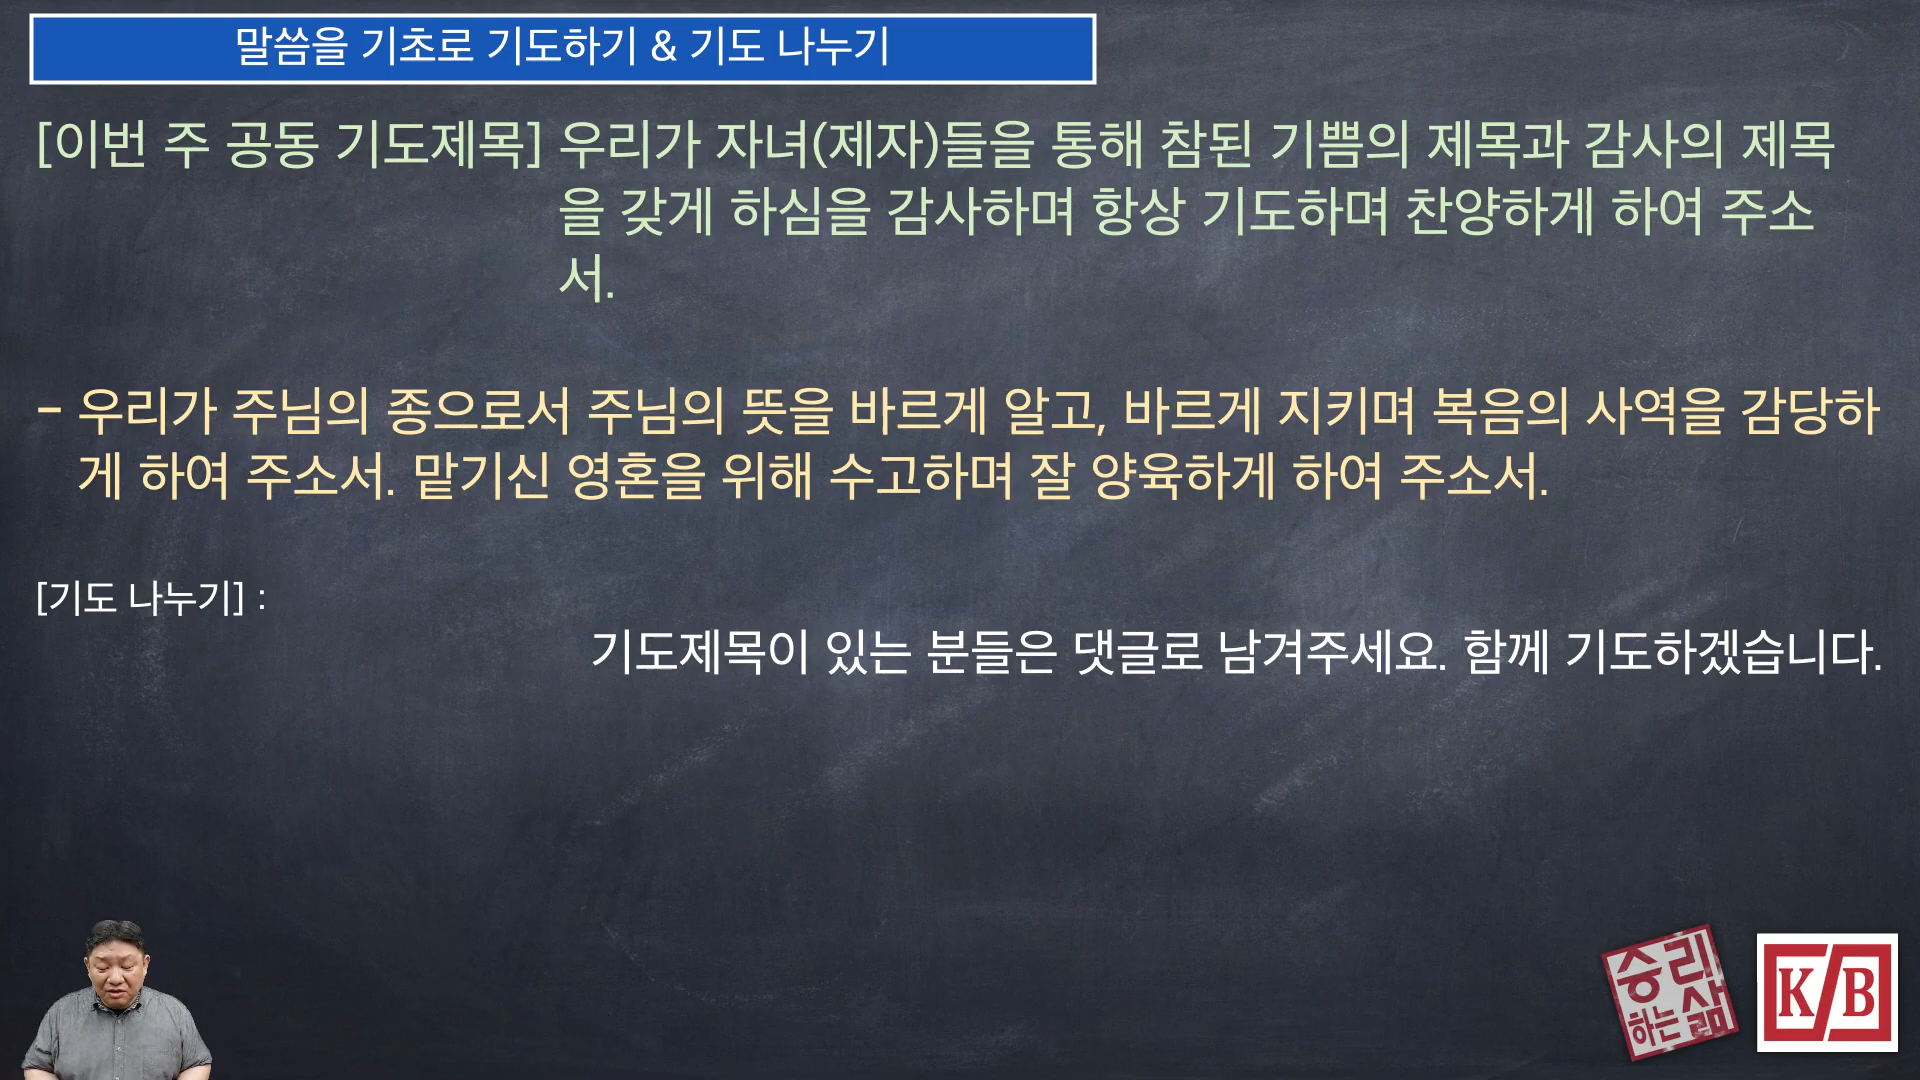 말씀을 기초로 기도하기 & 기도 나누기
[이번 주 공동 기도제목] 우리가 자녀(제자)들을 통해 참된 기쁨의 제목과 감사의 제목
을 갖게 하심을 감사하며 항상 기도하며 찬양하게 하여 주소
서.
- 우리가 주님의 종으로서 주님의 뜻을 바르게 알고, 바르게 지키며 복음의 사역을 감당하
게 하여 주소서. 맡기신 영혼을 위해 수고하며 잘 양육하게 하여 주소서.
[기도 나누기] :
기도제목이 있는 분들은 댓글로 남겨주세요. 함께 기도하겠습니다.
승리
하는 삶
K/B